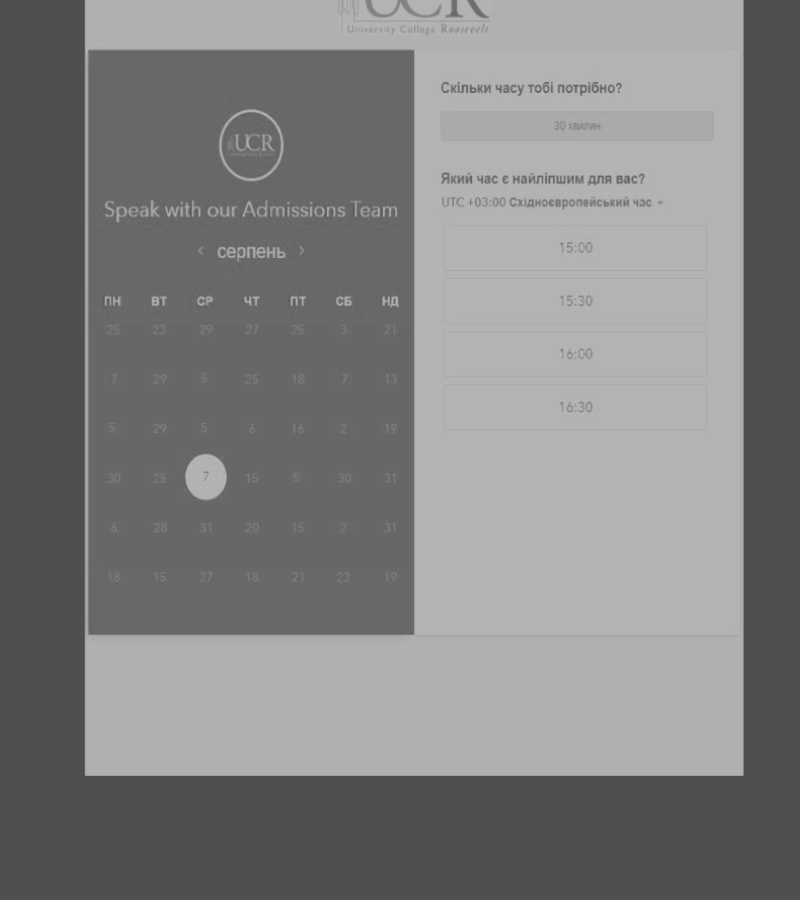 UCR
University College Roosevelt
UCR
Speak with our Admissions Team
< серпень >
ПН ВТ СР ЧТ ПТ СБ НД
25 23 29 27 25 3 21
7 29 5 25 18 7 13
5 29 5 6 16 2 19
30 25 7 15 5 30 31
6 28 31 20 15 2 31
18 15 27 18 21 23 19
Скільки часу тобі потрібно?
30 хвилин
Який час є найліпшим для вас?
UTC +03:00 Східноєвропейський час
15:00
15:30
16:00
16:30